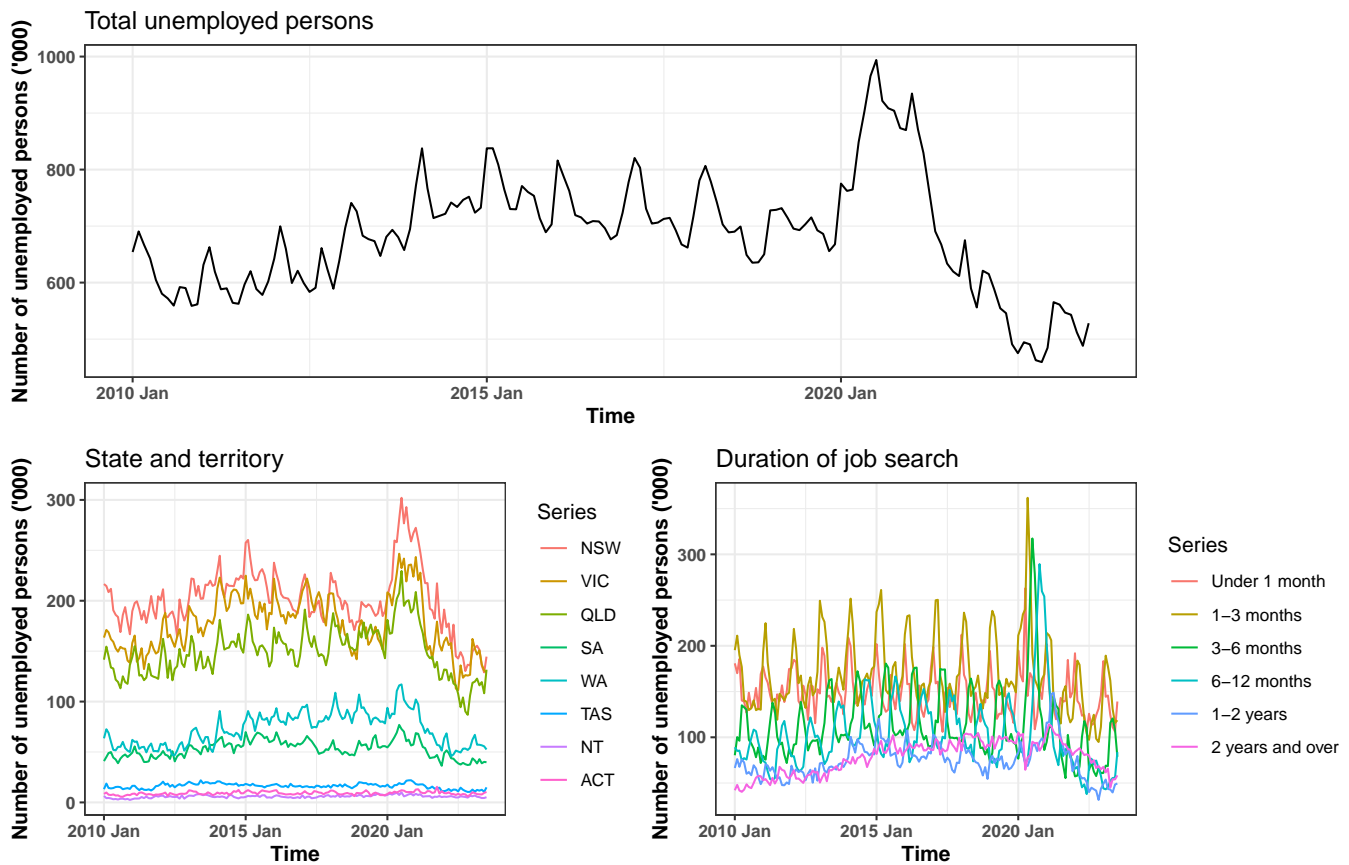 Total unemployed persons
Number of unemployed persons ('000)
1000
800
600
2010 Jan
2015 Jan
2020 Jan
Time
State and territory
Number of unemployed persons ('000)
300
200
100
0
2010 Jan
2015 Jan
2020 Jan
Time
Series
NSW
VIC
QLD
SA
WA
TAS
NT
ACT
Duration of job search
Number of unemployed persons ('000)
300
200
100
2010 Jan
2015 Jan
2020 Jan
Time
Series
Under 1 month
1–3 months
3–6 months
6–12 months
1–2 years
2 years and over